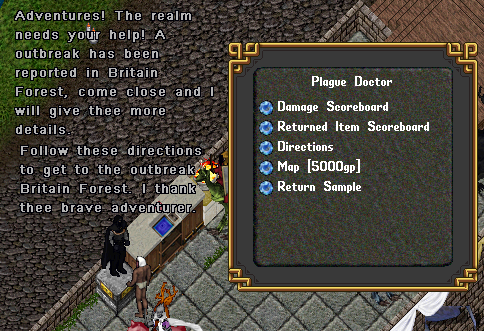 Adventures! The realm
needs your help! A
outbreak has been
reported in Britain
Forest, come close and I
will give thee more
details.
Follow these directions
to get to the outbreak
Britain Forest. I thank
thee brave adventurer.
Plague Doctor
Damage Scoreboard
Returned Item Scoreboard
Directions
Map [5000gp]
Return Sample